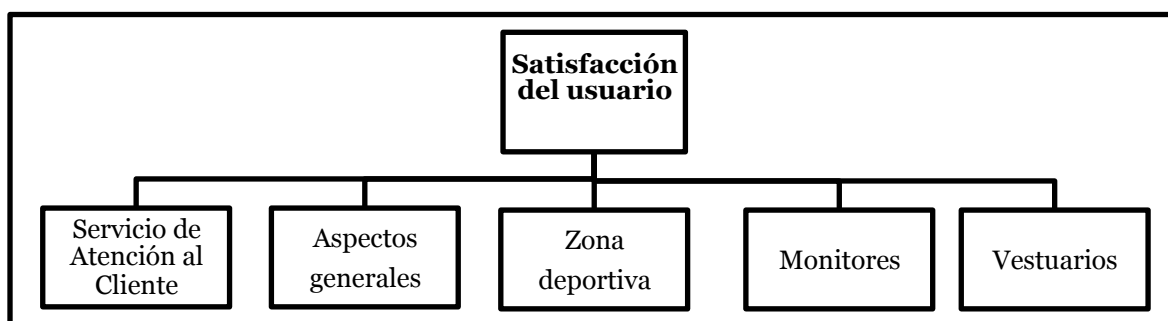 Satisfacción
del usuario
Servicio de
Atención al
Cliente
Aspectos
generales
Zona
deportiva
Monitores
Vestuarios